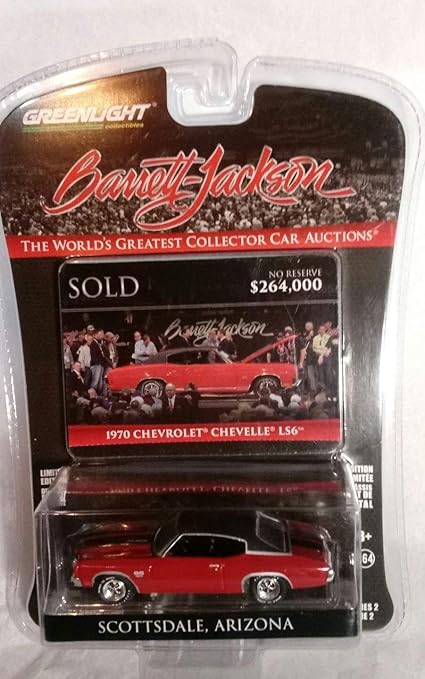 GREENLIGHT
collectibles
Barrett-Jackson
THE WORLD'S GREATEST COLLECTOR CAR AUCTIONS®
SOLD
NO RESERVE
$264,000
Barrett-Jackson
1970 CHEVROLET® CHEVELLE® LS6™
SCOTTSDALE, ARIZONA